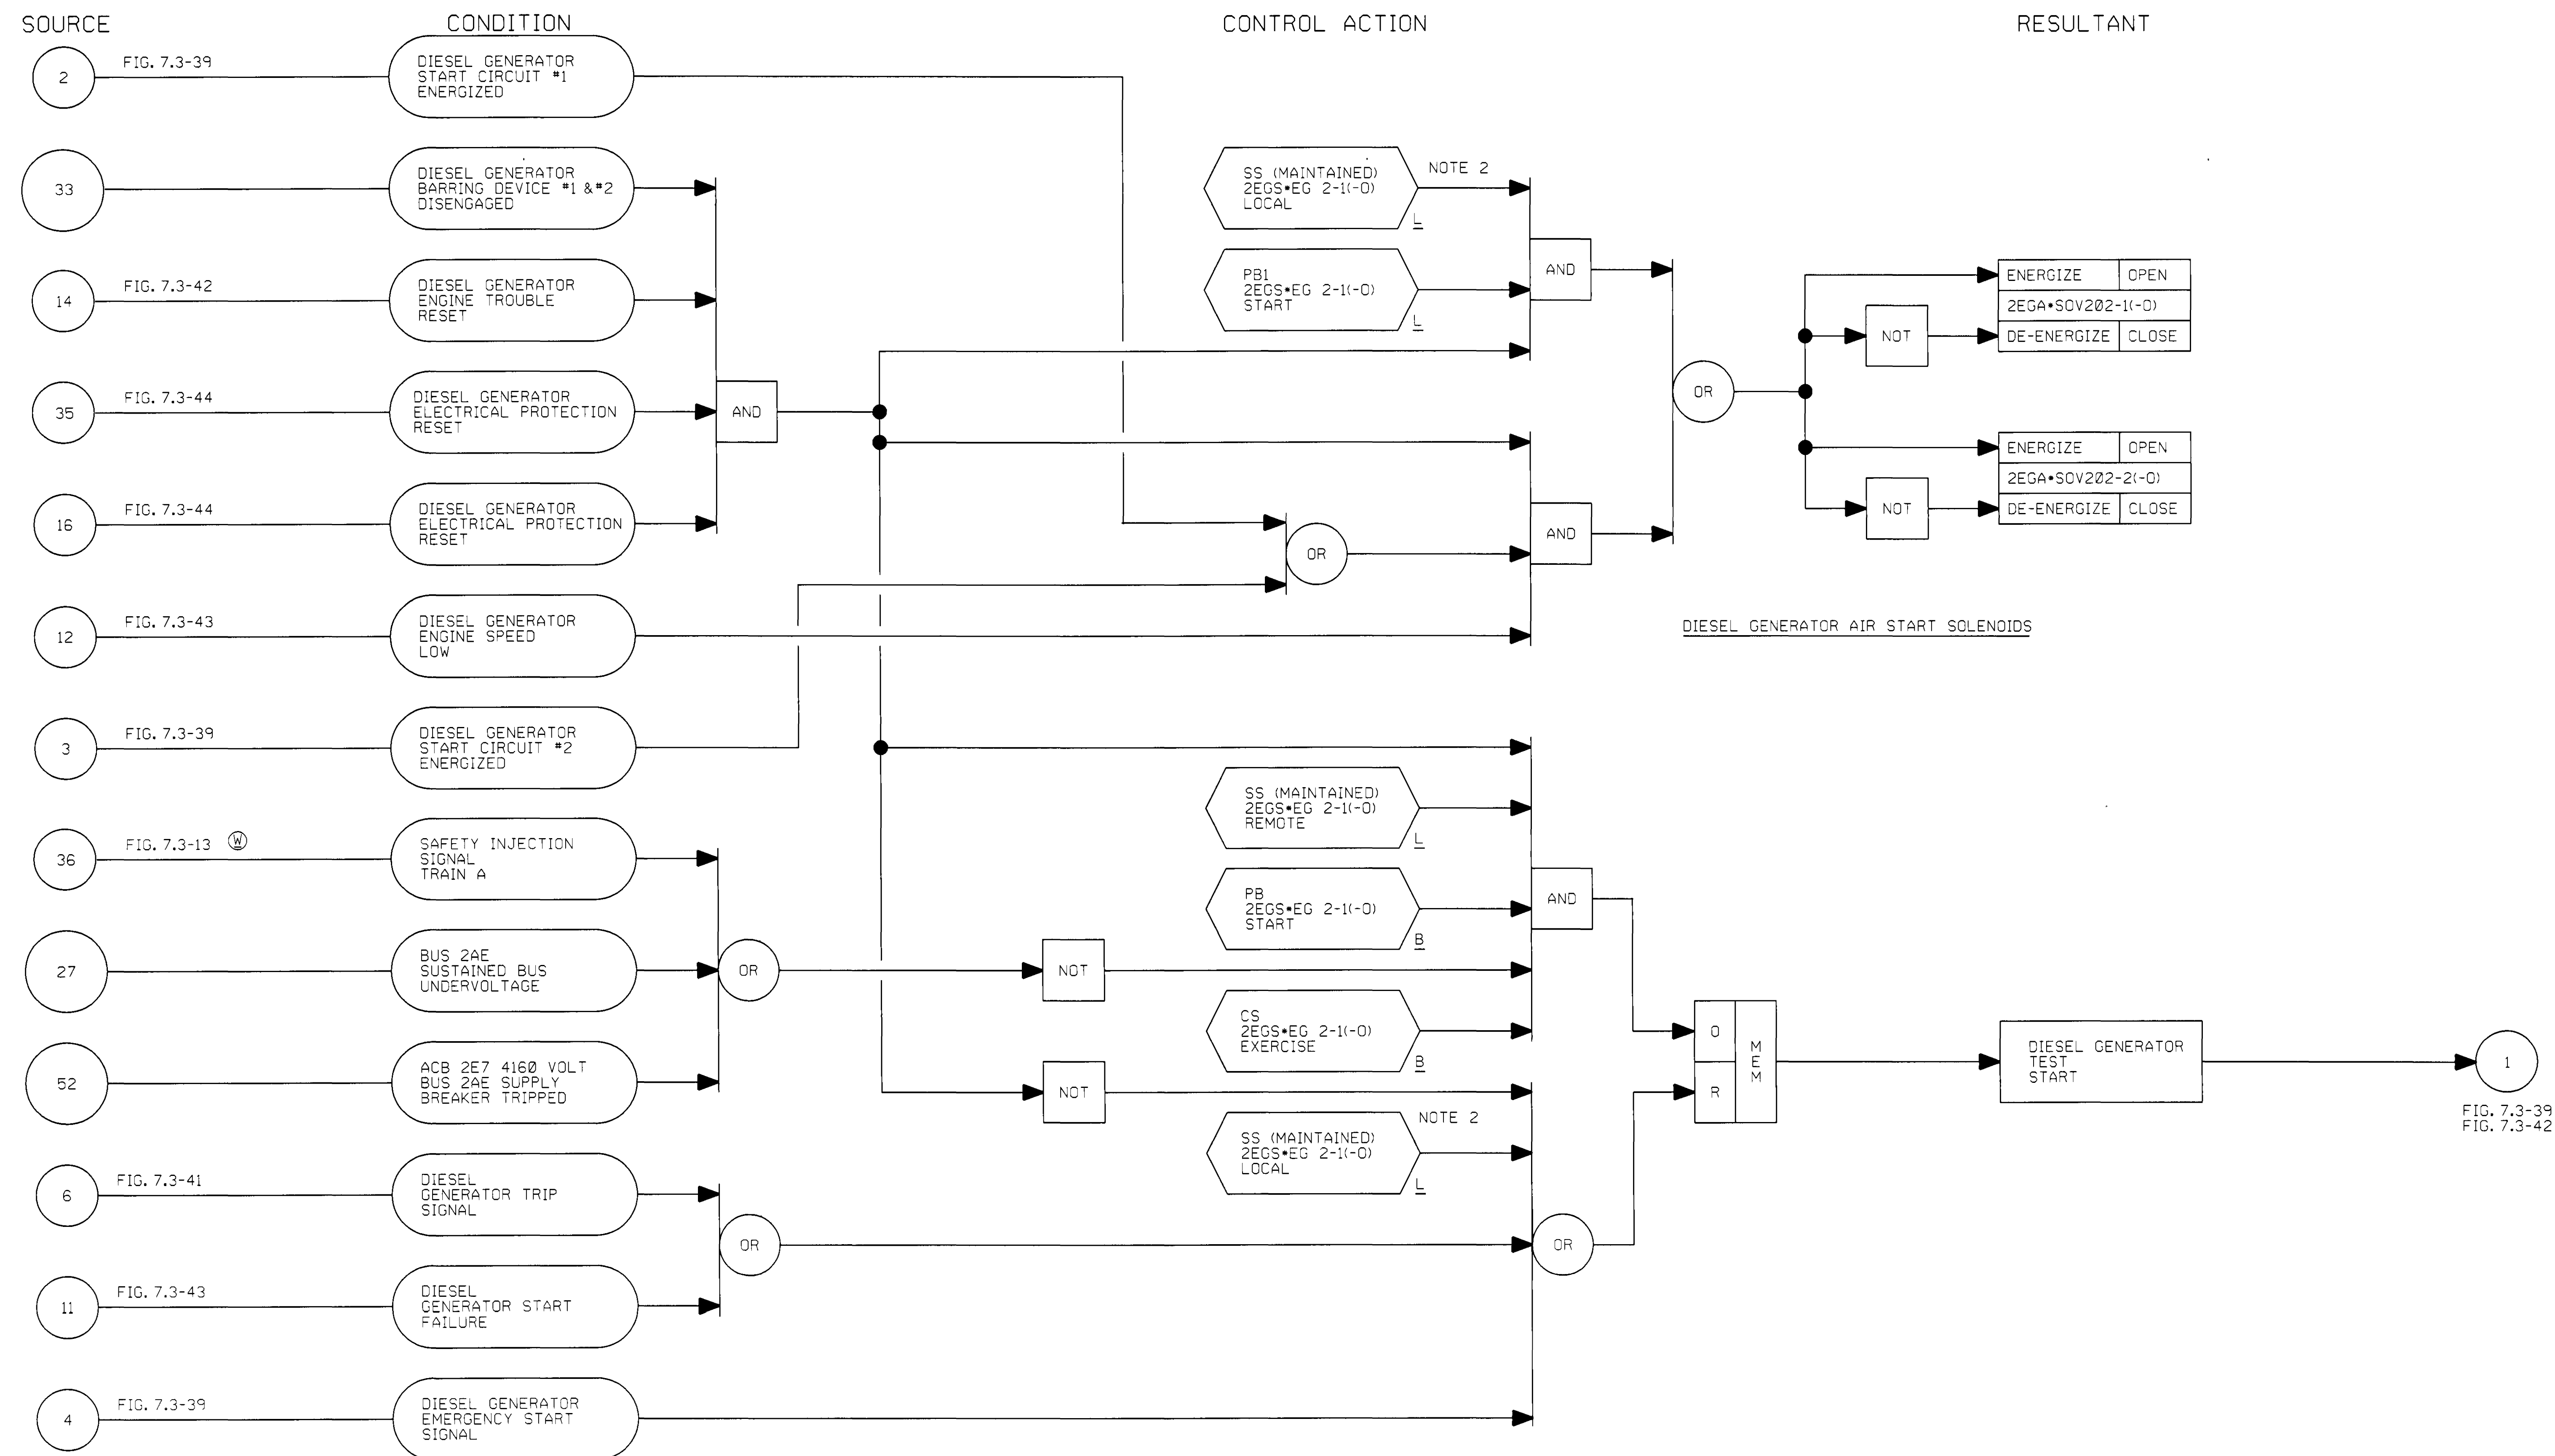 SOURCE
CONDITION
CONTROL ACTION
RESULTANT
2
FIG. 7.3-39
DIESEL GENERATOR
START CIRCUIT #1
ENERGIZED
33
DIESEL GENERATOR
BARRING DEVICE #1 &#2
DISENGAGED
SS (MAINTAINED)
2EGS*EG 2-1(-O)
LOCAL
L
NOTE 2
14
FIG. 7.3-42
DIESEL GENERATOR
ENGINE TROUBLE
RESET
PB1
2EGS*EG 2-1(-O)
START
L
AND
ENERGIZE OPEN
2EGA*SOV202-1(-O)
NOT
DE-ENERGIZE CLOSE
35
FIG. 7.3-44
DIESEL GENERATOR
ELECTRICAL PROTECTION
RESET
AND
OR
ENERGIZE OPEN
2EGA*SOV202-2(-O)
NOT
DE-ENERGIZE CLOSE
16
FIG. 7.3-44
DIESEL GENERATOR
ELECTRICAL PROTECTION
RESET
OR
AND
12
FIG. 7.3-43
DIESEL GENERATOR
ENGINE SPEED
LOW
DIESEL GENERATOR AIR START SOLENOIDS
3
FIG. 7.3-39
DIESEL GENERATOR
START CIRCUIT #2
ENERGIZED
SS (MAINTAINED)
2EGS*EG 2-1(-O)
REMOTE
L
36
FIG. 7.3-13 W
SAFETY INJECTION
SIGNAL
TRAIN A
PB
2EGS*EG 2-1(-O)
START
B
AND
27
BUS 2AE
SUSTAINED BUS
UNDERVOLTAGE
OR
NOT
CS
2EGS*EG 2-1(-O)
EXERCISE
B
52
ACB 2E7 4160 VOLT
BUS 2AE SUPPLY
BREAKER TRIPPED
NOT
O
R
MEM
DIESEL GENERATOR
TEST
START
1
FIG. 7.3-39
FIG. 7.3-42
NOTE 2
SS (MAINTAINED)
2EGS*EG 2-1(-O)
LOCAL
L
6
FIG. 7.3-41
DIESEL
GENERATOR TRIP
SIGNAL
OR
OR
11
FIG. 7.3-43
DIESEL
GENERATOR START
FAILURE
4
FIG. 7.3-39
DIESEL GENERATOR
EMERGENCY START
SIGNAL